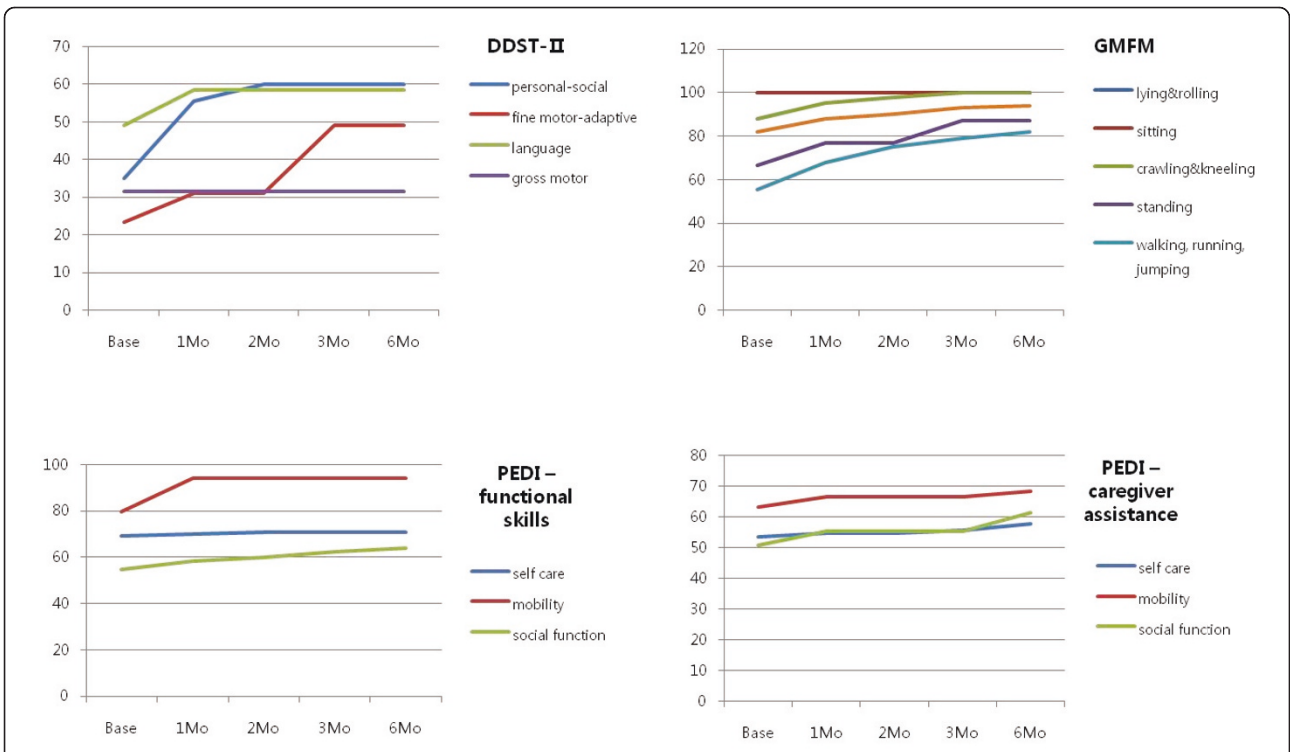 DDST-II
70
60
50
40
30
20
10
0
Base 1Mo 2Mo 3Mo 6Mo
personal-social
fine motor-adaptive
language
gross motor
GMFM
120
100
80
60
40
20
0
Base 1Mo 2Mo 3Mo 6Mo
lying&rolling
sitting
crawling&kneeling
standing
walking, running,
jumping
PEDI –
functional
skills
100
80
60
40
20
0
Base 1Mo 2Mo 3Mo 6Mo
self care
mobility
social function
PEDI –
caregiver
assistance
80
70
60
50
40
30
20
10
0
Base 1Mo 2Mo 3Mo 6Mo
self care
mobility
social function